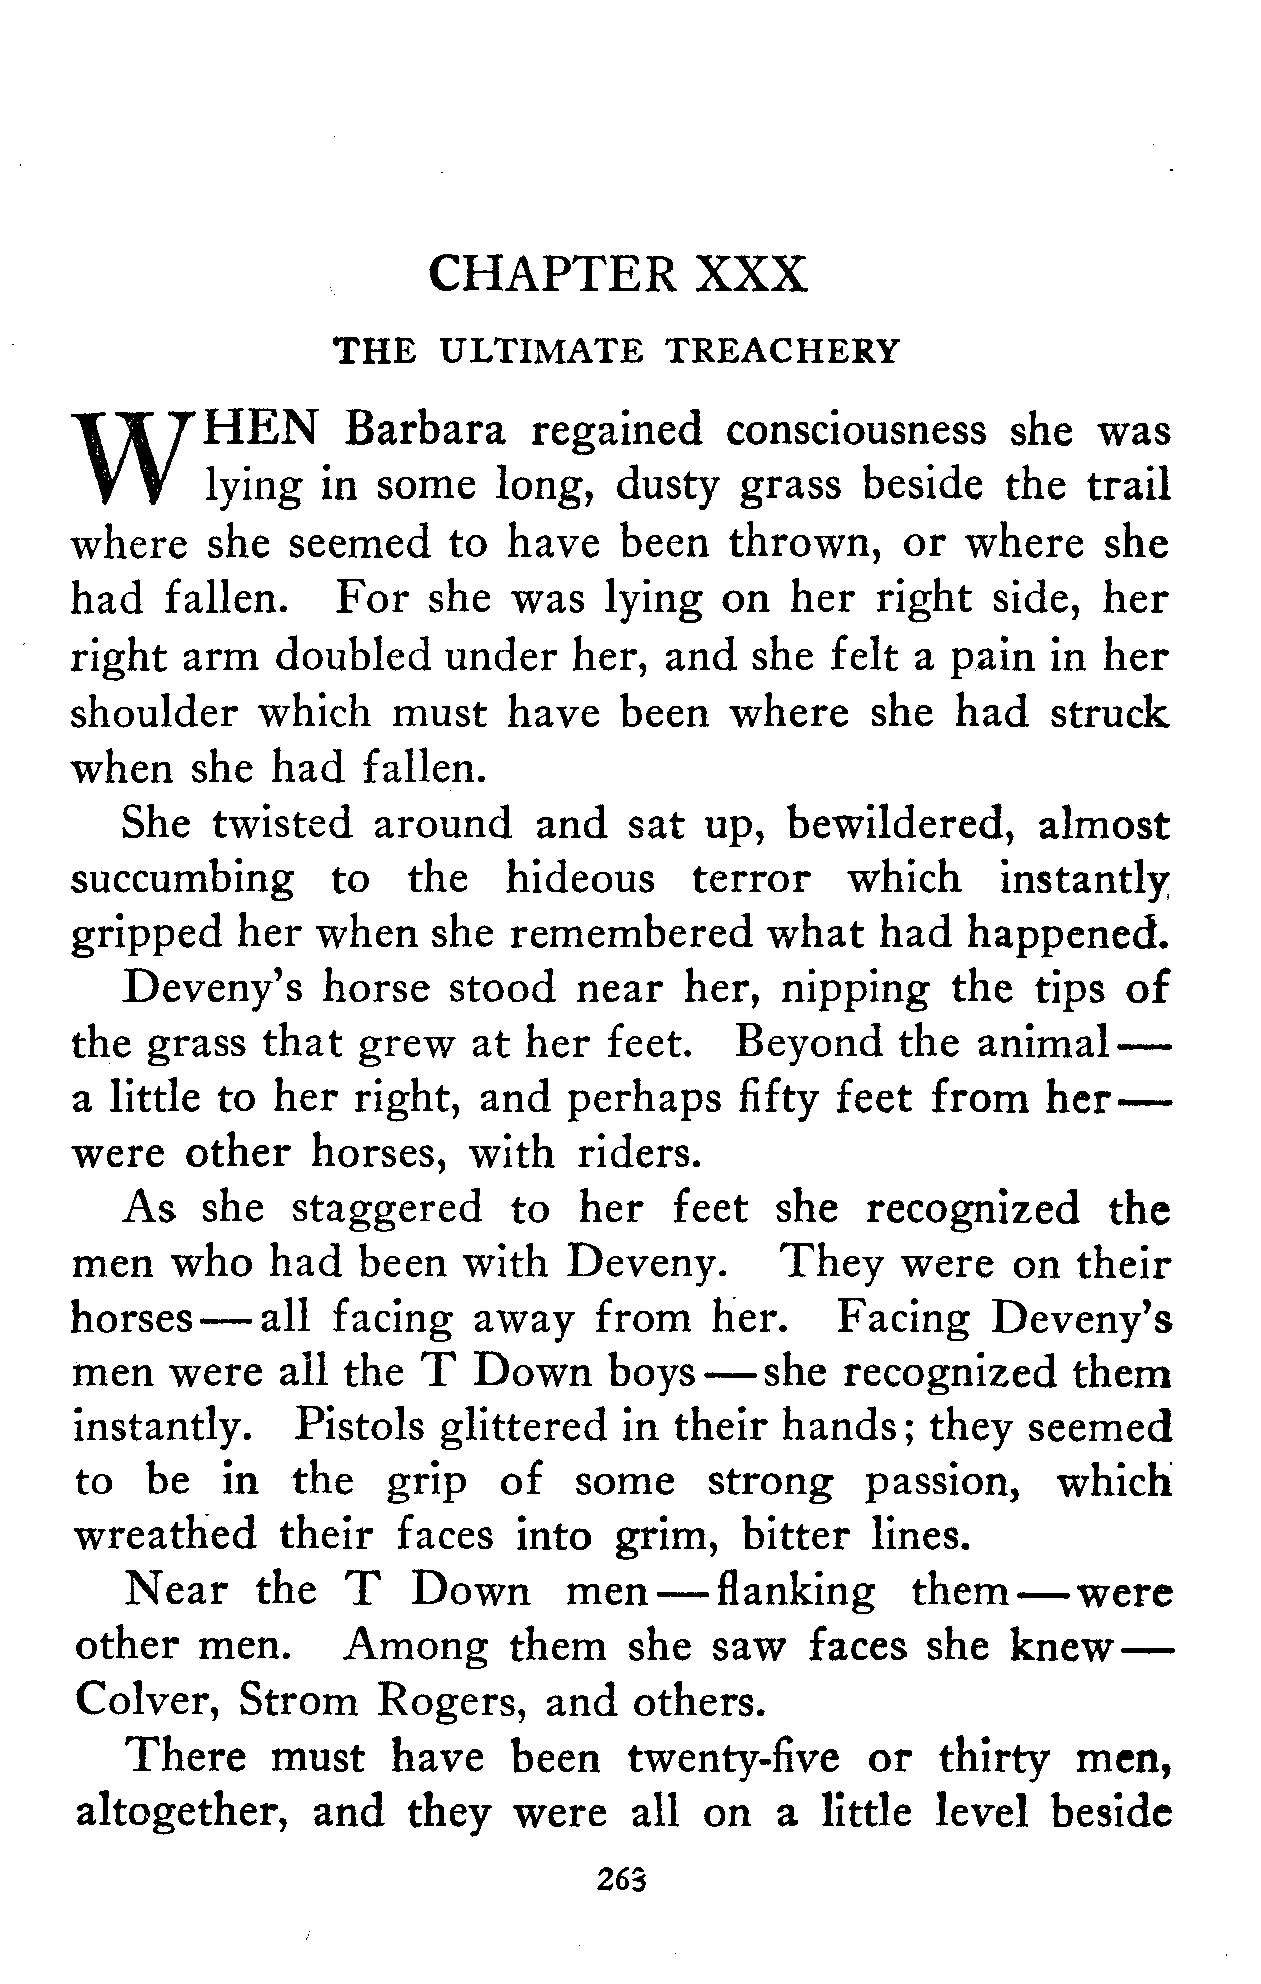 CHAPTER XXX
THE ULTIMATE TREACHERY
WHEN Barbara regained consciousness she was
lying in some long, dusty grass beside the trail
where she seemed to have been thrown, or where she
had fallen. For she was lying on her right side, her
right arm doubled under her, and she felt a pain in her
shoulder which must have been where she had struck
when she had fallen.
She twisted around and sat up, bewildered, almost
succumbing to the hideous terror which instantly
gripped her when she remembered what had happened.
Deveny's horse stood near her, nipping the tips of
the grass that grew at her feet. Beyond the animal—
a little to her right, and perhaps fifty feet from her—
were other horses, with riders.
As she staggered to her feet she recognized the
men who had been with Deveny. They were on their
horses—all facing away from her. Facing Deveny's
men were all the T Down boys—she recognized them
instantly. Pistols glittered in their hands; they seemed
to be in the grip of some strong passion, which
wreathed their faces into grim, bitter lines.
Near the T Down men—flanking them—were
other men. Among them she saw faces she knew—
Colver, Strom Rogers, and others.
There must have been twenty-five or thirty men,
altogether, and they were all on a little level beside
263